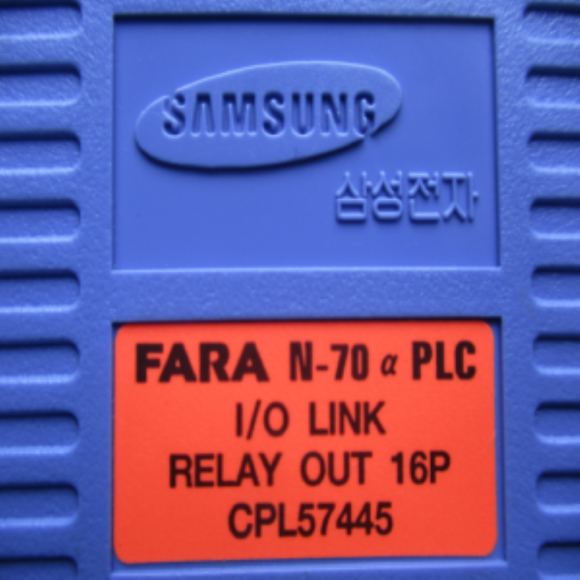 SAMSUNG
삼성전자
FARA N-70 α PLC
I/O LINK
RELAY OUT 16P
CPL57445